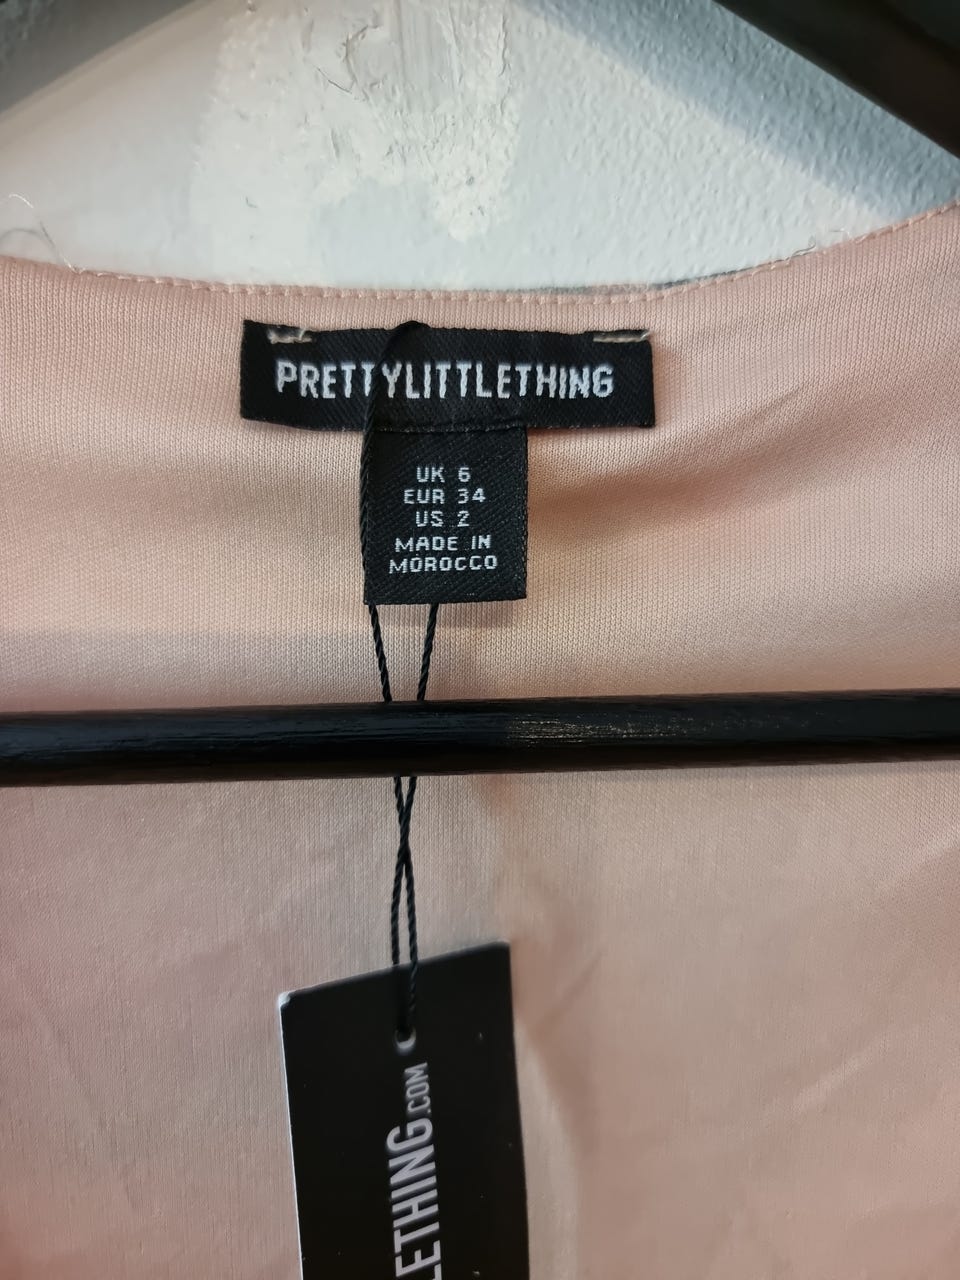 PRETTYLITTLETHING
UK 6
EUR 34
US 2
MADE IN
MOROCCO
LETHING.COM